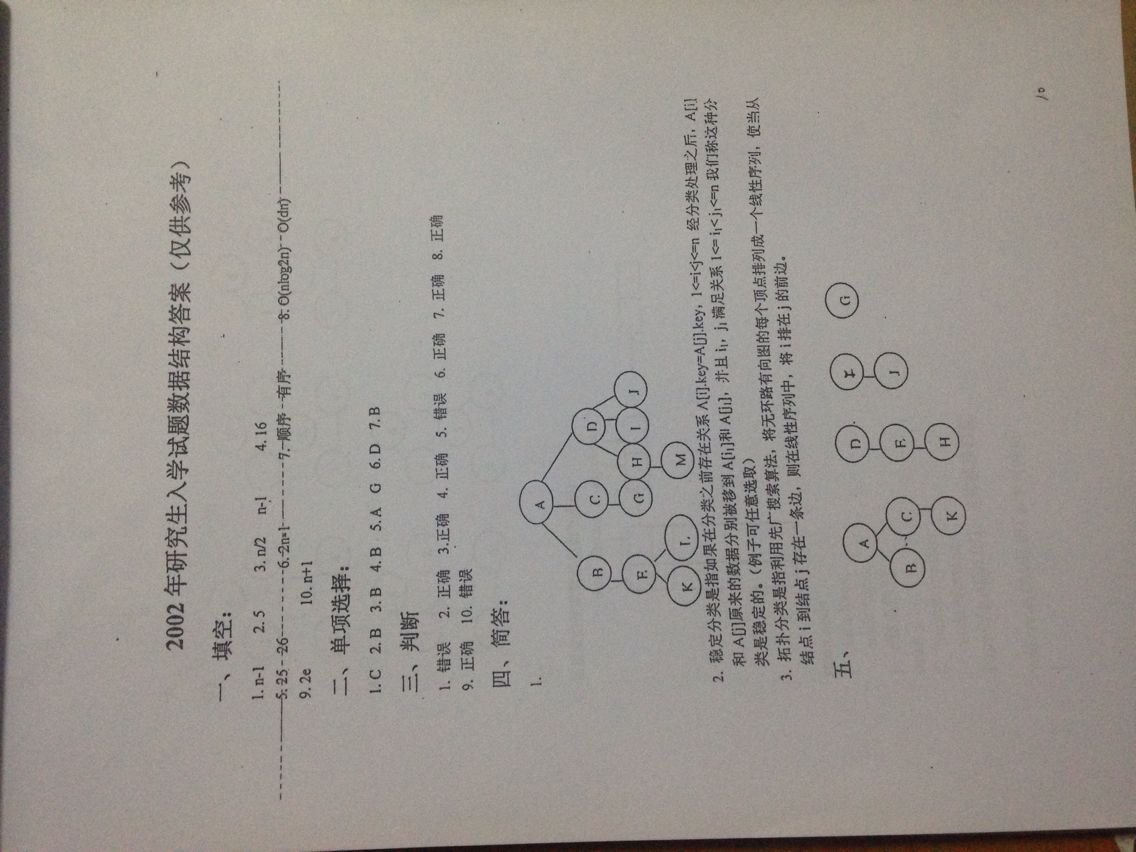 2002 年研究生入学试题数据结构答案（仅供参考）
一、填空：
1. n-1 2. 5 3. n/2 n-1 4. 16
5. 25 26 6. 2n+1 7. 顺序 有序 8. O(nlog2n) O(dn)
9. 2e 10. n+1
二、单项选择：
1. C 2. B 3. B 4. B 5. A G 6. D 7. B
三、判断
1. 错误 2. 正确 3. 正确 4. 正确 5. 错误 6. 正确 7. 正确 8. 正确
9. 正确 10. 错误
四、简答：
1.
A
B C D
E G H I J
K L M
2. 稳定分类是指如果在分类之前存在关系 A[i].key=A[j].key，1<=i<j<=n 经分类处理之后，A[i]
和 A[j]原来的数据分别被移到 A[i₁]和 A[j₁]，并且 i₁，j₁ 满足关系 1<= i₁< j₁<=n 我们称这种分
类是稳定的。（例子可任意选取）
3. 拓扑分类是指利用先广搜索算法，将无环路有向图的每个顶点排列成一个线性序列，使当从
结点 i 到结点 j 存在一条边，则在线性序列中，将 i 排在 j 的前边。
五、
A D G
B C E J
K H
10